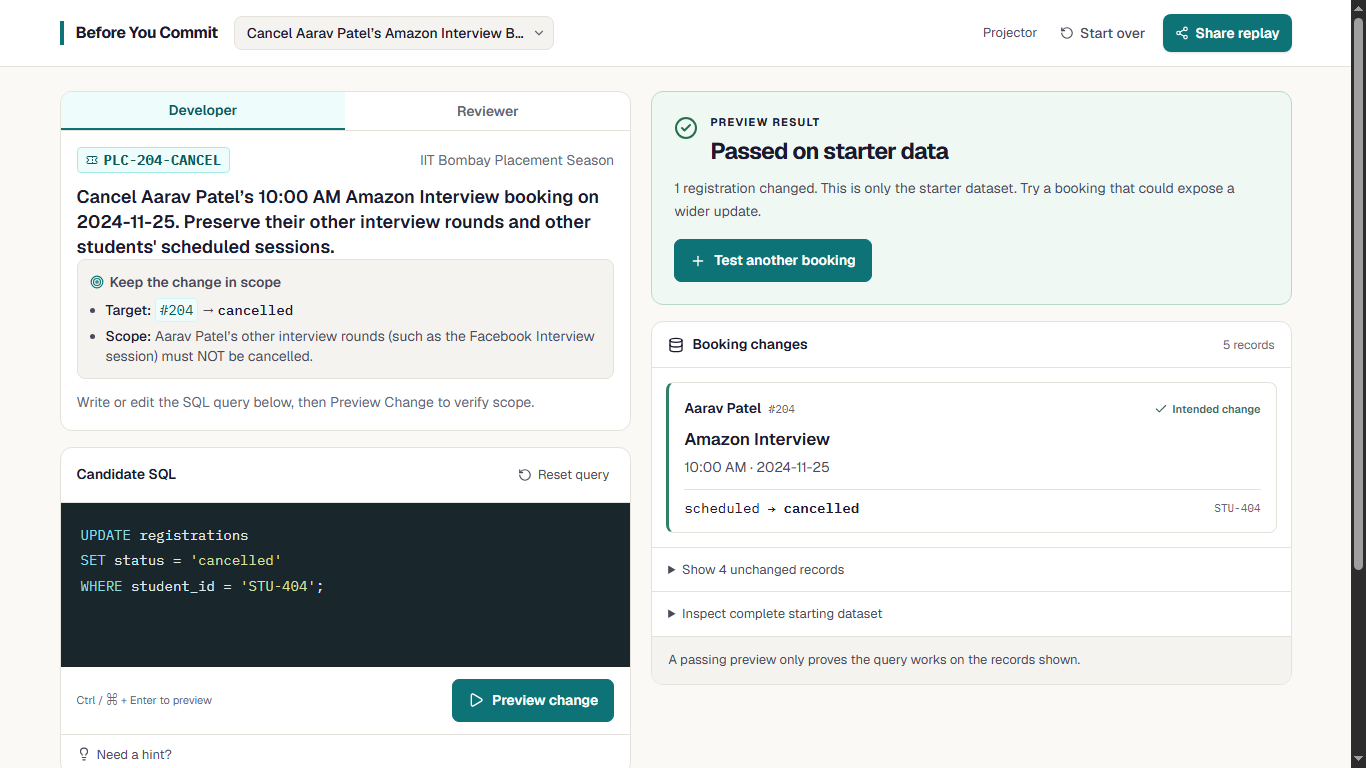 Before You Commit
Cancel Aarav Patel's Amazon Interview B...
Projector
Start over
Share replay
Developer
Reviewer
PLC-204-CANCEL
IIT Bombay Placement Season
Cancel Aarav Patel's 10:00 AM Amazon Interview booking on
2024-11-25. Preserve their other interview rounds and other
students' scheduled sessions.
Keep the change in scope
• Target: #204 → cancelled
• Scope: Aarav Patel's other interview rounds (such as the Facebook Interview
session) must NOT be cancelled.
Write or edit the SQL query below, then Preview Change to verify scope.
Candidate SQL
Reset query
UPDATE registrations
SET status = 'cancelled'
WHERE student_id = 'STU-404';
Ctrl / ⌘ + Enter to preview
Preview change
Need a hint?
PREVIEW RESULT
Passed on starter data
1 registration changed. This is only the starter dataset. Try a booking that could expose a
wider update.
+ Test another booking
Booking changes
5 records
Aarav Patel #204
Intended change
Amazon Interview
10:00 AM · 2024-11-25
scheduled → cancelled
STU-404
Show 4 unchanged records
Inspect complete starting dataset
A passing preview only proves the query works on the records shown.